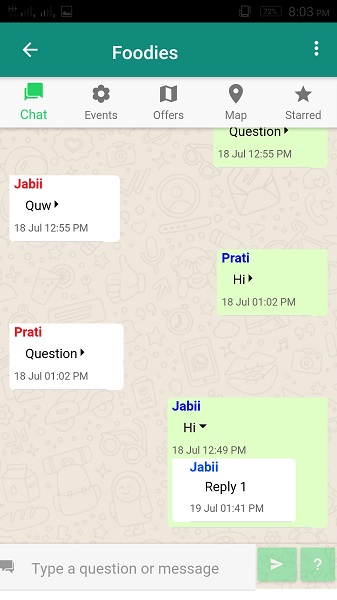 H+ 72% 8:03 PM
Foodies
Chat Events Offers Map Starred
Question
18 Jul 12:55 PM
Jabii
Quw
18 Jul 12:55 PM
Prati
Hi
18 Jul 01:02 PM
Prati
Question
18 Jul 01:02 PM
Jabii
Hi
18 Jul 12:49 PM
Jabii
Reply 1
19 Jul 01:41 PM
Type a question or message
?